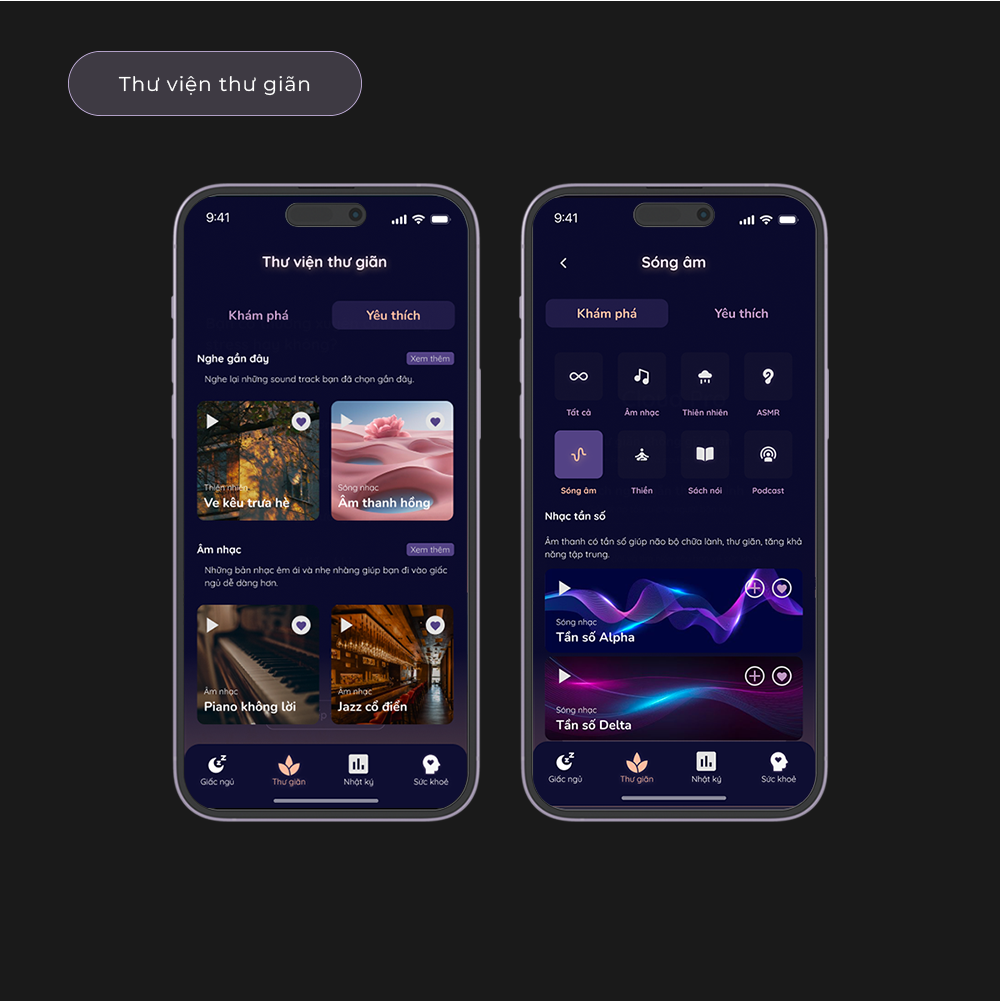 Thư viện thư giãn
9:41
Thư viện thư giãn
Khám phá
Yêu thích
Nghe gần đây
Xem thêm
Nghe lại những sound track bạn đã chọn gần đây.
Thiên nhiên
Ve kêu trưa hè
Sóng nhạc
Âm thanh hồng
Âm nhạc
Xem thêm
Những bản nhạc êm ái và nhẹ nhàng giúp bạn đi vào giấc
ngủ dễ dàng hơn.
Âm nhạc
Piano không lời
Âm nhạc
Jazz cổ điển
Giấc ngủ
Thư giãn
Nhật ký
Sức khoẻ
9:41
Sóng âm
Khám phá
Yêu thích
Tất cả
Âm nhạc
Thiên nhiên
ASMR
Sóng âm
Thiền
Sách nói
Podcast
Nhạc tần số
Âm thanh có tần số giúp não bộ chữa lành, thư giãn, tăng khả
năng tập trung.
Sóng nhạc
Tần số Alpha
Sóng nhạc
Tần số Delta
Giấc ngủ
Thư giãn
Nhật ký
Sức khoẻ